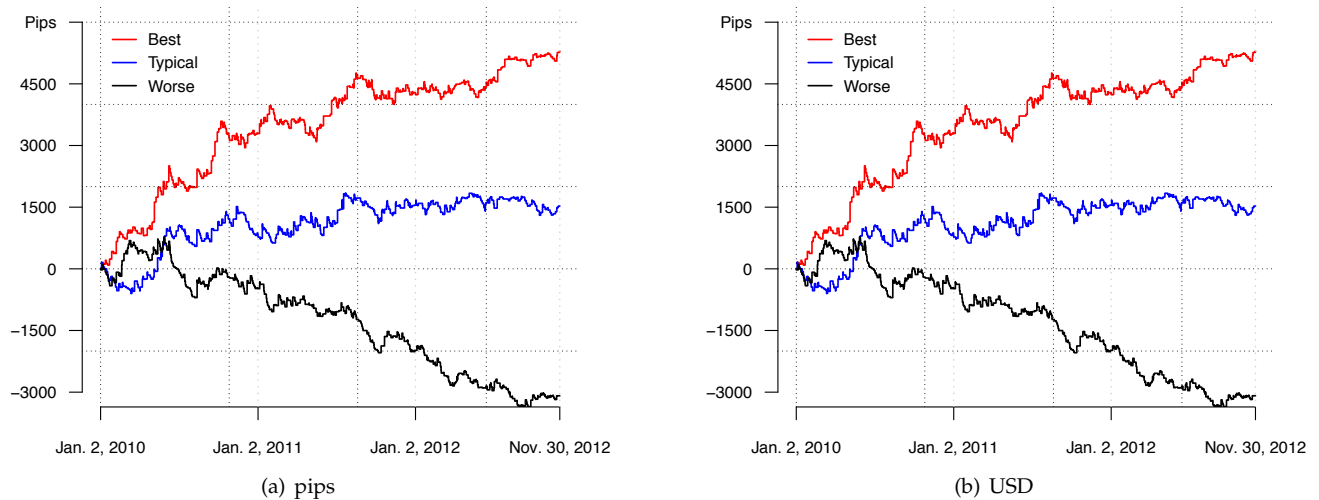 Pips
Best
Typical
Worse
4500
3000
1500
0
−1500
−3000
Jan. 2, 2010 Jan. 2, 2011 Jan. 2, 2012 Nov. 30, 2012
(a) pips
Pips
Best
Typical
Worse
4500
3000
1500
0
−1500
−3000
Jan. 2, 2010 Jan. 2, 2011 Jan. 2, 2012 Nov. 30, 2012
(b) USD